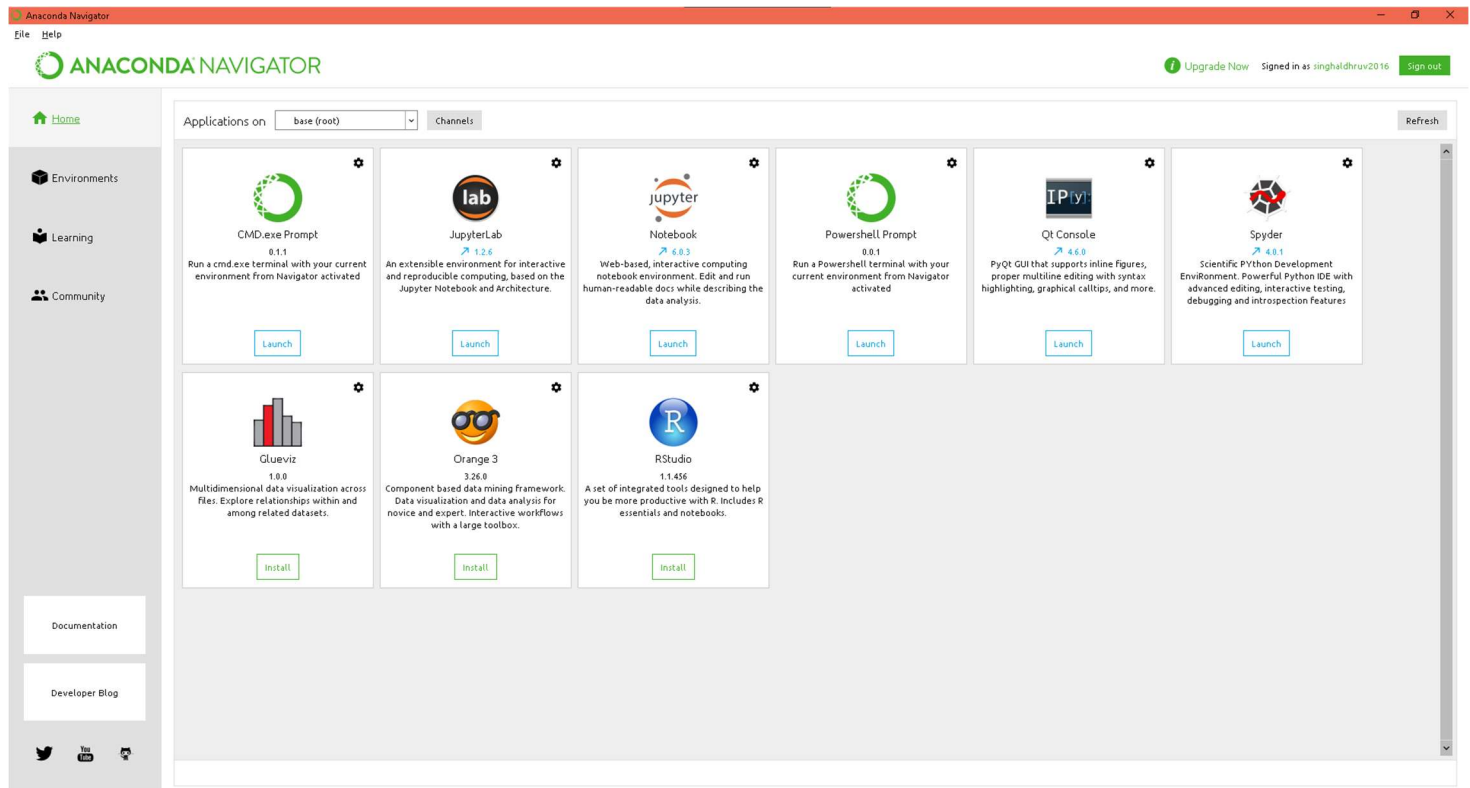 Anaconda Navigator
File Help
ANACONDA NAVIGATOR
Upgrade Now Signed in as singhaldhruv2016 Sign out
Home
Environments
Learning
Community
Documentation
Developer Blog
You
Tube
Applications on base (root) Channels Refresh
CMD.exe Prompt
0.1.1
Run a cmd.exe terminal with your current
environment from Navigator activated
Launch
lab
JupyterLab
1.2.6
An extensible environment for interactive
and reproducible computing, based on the
Jupyter Notebook and Architecture.
Launch
jupyter
Notebook
6.0.3
Web-based, interactive computing
notebook environment. Edit and run
human-readable docs while describing the
data analysis.
Launch
Powershell Prompt
0.0.1
Run a Powershell terminal with your
current environment from Navigator
activated
Launch
IP[y]:
Qt Console
4.6.0
PyQt GUI that supports inline figures,
proper multiline editing with syntax
highlighting, graphical calltips, and more.
Launch
Spyder
4.0.1
Scientific PYthon Development
EnviRonment. Powerful Python IDE with
advanced editing, interactive testing,
debugging and introspection features
Launch
Glueviz
1.0.0
Multidimensional data visualization across
files. Explore relationships within and
among related datasets.
Install
Orange 3
3.26.0
Component based data mining framework.
Data visualization and data analysis for
novice and expert. Interactive workflows
with a large toolbox.
Install
R
RStudio
1.1.456
A set of integrated tools designed to help
you be more productive with R. Includes R
essentials and notebooks.
Install